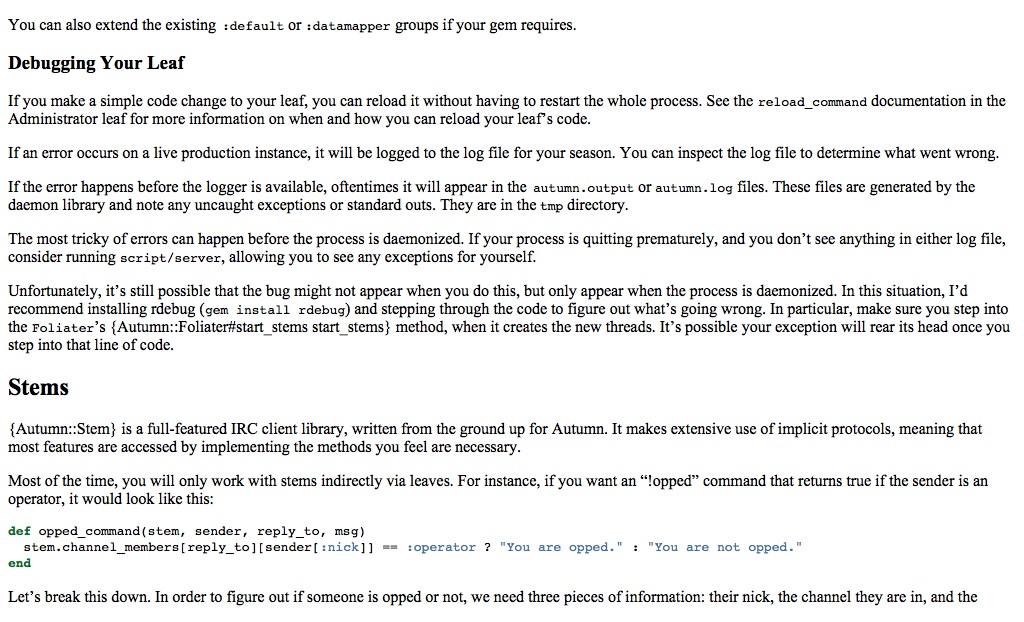 You can also extend the existing :default or :datamapper groups if your gem requires.
Debugging Your Leaf
If you make a simple code change to your leaf, you can reload it without having to restart the whole process. See the reload_command documentation in the
Administrator leaf for more information on when and how you can reload your leaf’s code.
If an error occurs on a live production instance, it will be logged to the log file for your season. You can inspect the log file to determine what went wrong.
If the error happens before the logger is available, oftentimes it will appear in the autumn.output or autumn.log files. These files are generated by the
daemon library and note any uncaught exceptions or standard outs. They are in the tmp directory.
The most tricky of errors can happen before the process is daemonized. If your process is quitting prematurely, and you don’t see anything in either log file,
consider running script/server, allowing you to see any exceptions for yourself.
Unfortunately, it’s still possible that the bug might not appear when you do this, but only appear when the process is daemonized. In this situation, I’d
recommend installing rdebug (gem install rdebug) and stepping through the code to figure out what’s going wrong. In particular, make sure you step into
the Foliater’s {Autumn::Foliater#start_stems start_stems} method, when it creates the new threads. It’s possible your exception will rear its head once you
step into that line of code.
Stems
{Autumn::Stem} is a full-featured IRC client library, written from the ground up for Autumn. It makes extensive use of implicit protocols, meaning that
most features are accessed by implementing the methods you feel are necessary.
Most of the time, you will only work with stems indirectly via leaves. For instance, if you want an “!opped” command that returns true if the sender is an
operator, it would look like this:
def opped_command(stem, sender, reply_to, msg)
  stem.channel_members[reply_to][sender[:nick]] == :operator ? "You are opped." : "You are not opped."
end
Let’s break this down. In order to figure out if someone is opped or not, we need three pieces of information: their nick, the channel they are in, and the